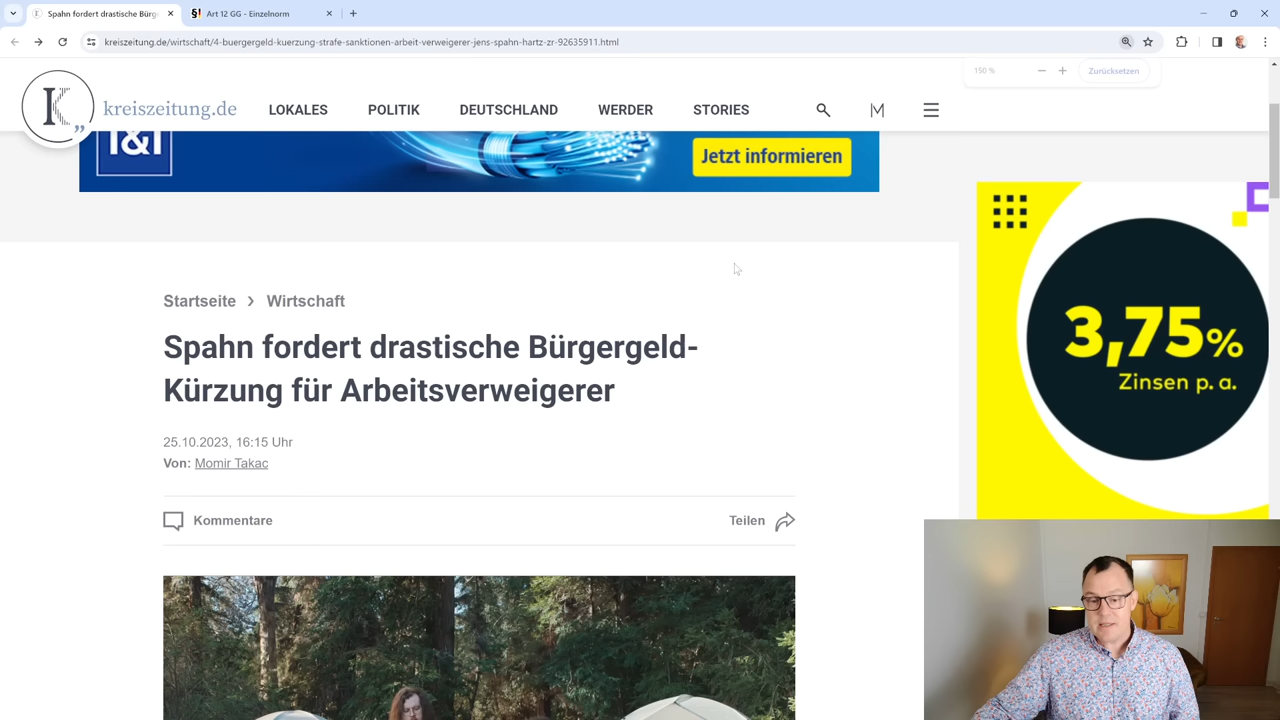 Spahn fordert drastische Bürg
Art 12 GG - Einzelnorm
kreiszeitung.de/wirtschaft/4-buergergeld-kuerzung-strafe-sanktionen-arbeit-verweigerer-jens-spahn-hartz-zr-92635911.html
150 %
Zurücksetzen
kreiszeitung.de
LOKALES
POLITIK
DEUTSCHLAND
WERDER
STORIES
1&1
Jetzt informieren
3,75%
Zinsen p. a.
Startseite > Wirtschaft
Spahn fordert drastische Bürgergeld-
Kürzung für Arbeitsverweigerer
25.10.2023, 16:15 Uhr
Von: Momir Takac
Kommentare
Teilen